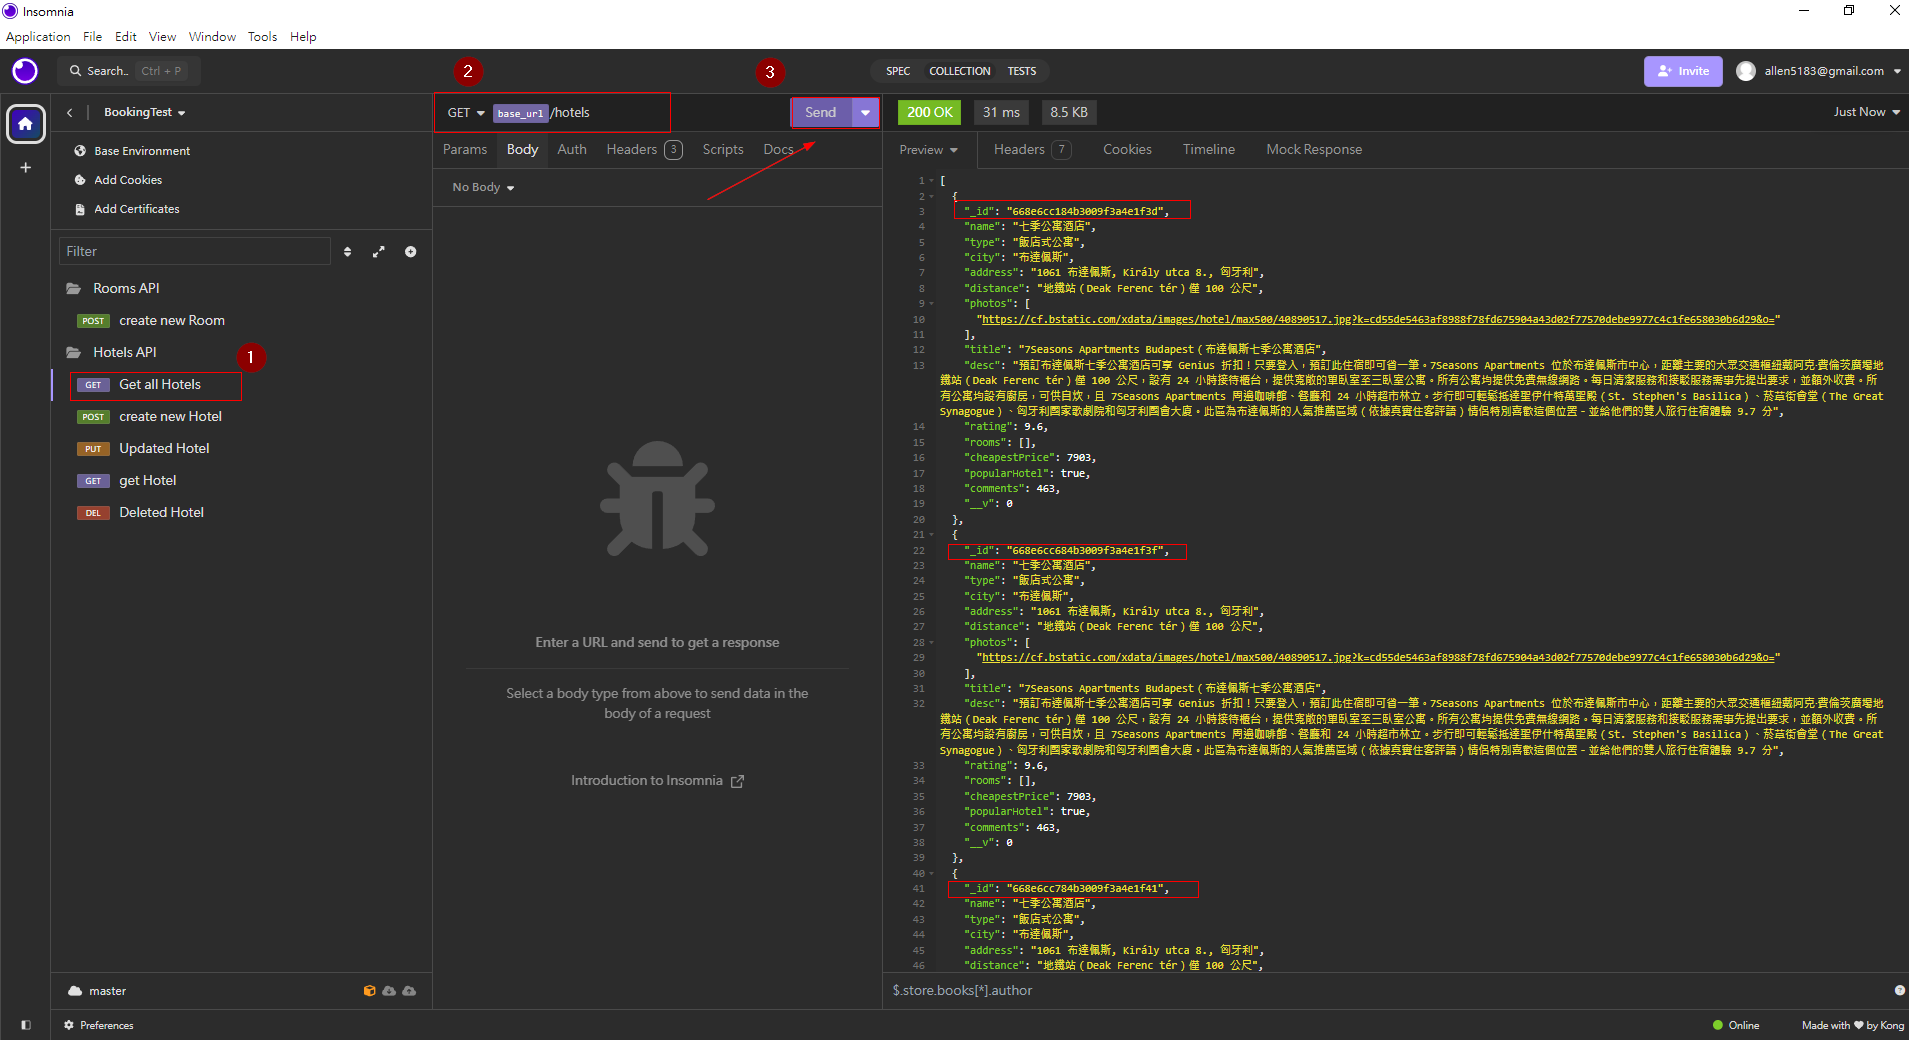 Insomnia
Application File Edit View Window Tools Help
Search.. Ctrl + P
2
3
SPEC COLLECTION TESTS
Invite
allen5183@gmail.com
BookingTest
GET base_url/hotels
Send
200 OK 31 ms 8.5 KB
Just Now
Base Environment
Add Cookies
Add Certificates
Params Body Auth Headers 3 Scripts Docs
Preview Headers 7 Cookies Timeline Mock Response
No Body
Filter
Rooms API
POST create new Room
Hotels API
1
GET Get all Hotels
POST create new Hotel
PUT Updated Hotel
GET get Hotel
DEL Deleted Hotel
Enter a URL and send to get a response
Select a body type from above to send data in the
body of a request
Introduction to Insomnia
1 [
2 {
3 "_id": "668e6cc184b3009f3a4e1f3d",
4 "name": "七季公寓酒店",
5 "type": "飯店式公寓",
6 "city": "布達佩斯",
7 "address": "1061 布達佩斯, Király utca 8., 匈牙利",
8 "distance": "地鐵站（Deak Ferenc tér）僅 100 公尺",
9 "photos": [
10 "https://cf.bstatic.com/xdata/images/hotel/max500/40890517.jpg?k=cd55de5463af8988f78fd675904a43d02f77570debe9977c4c1fe658030b6d29&o="
11 ],
12 "title": "7Seasons Apartments Budapest（布達佩斯七季公寓酒店",
13 "desc": "預訂布達佩斯七季公寓酒店可享 Genius 折扣！只要登入，預訂此住宿即可省一筆。7Seasons Apartments 位於布達佩斯市中心，距離主要的大眾交通樞紐戴阿克·費倫茨廣場地
鐵站（Deak Ferenc tér）僅 100 公尺，設有 24 小時接待櫃台，提供寬敞的單臥室至三臥室公寓。所有公寓均提供免費無線網路。每日清潔服務和接駁服務需事先提出要求，並額外收費。所
有公寓均設有廚房，可供自炊，且 7Seasons Apartments 周邊咖啡館、餐廳和 24 小時超市林立。步行即可輕鬆抵達聖伊什特萬聖殿（St. Stephen's Basilica）、菸草街會堂（The Great
Synagogue）、匈牙利國家歌劇院和匈牙利國會大廈。此區為布達佩斯的人氣推薦區域（依據真實住客評語）情侶特別喜歡這個位置－並給他們的雙人旅行住宿體驗 9.7 分",
14 "rating": 9.6,
15 "rooms": [],
16 "cheapestPrice": 7903,
17 "popularHotel": true,
18 "comments": 463,
19 "__v": 0
20 },
21 {
22 "_id": "668e6cc684b3009f3a4e1f3f",
23 "name": "七季公寓酒店",
24 "type": "飯店式公寓",
25 "city": "布達佩斯",
26 "address": "1061 布達佩斯, Király utca 8., 匈牙利",
27 "distance": "地鐵站（Deak Ferenc tér）僅 100 公尺",
28 "photos": [
29 "https://cf.bstatic.com/xdata/images/hotel/max500/40890517.jpg?k=cd55de5463af8988f78fd675904a43d02f77570debe9977c4c1fe658030b6d29&o="
30 ],
31 "title": "7Seasons Apartments Budapest（布達佩斯七季公寓酒店",
32 "desc": "預訂布達佩斯七季公寓酒店可享 Genius 折扣！只要登入，預訂此住宿即可省一筆。7Seasons Apartments 位於布達佩斯市中心，距離主要的大眾交通樞紐戴阿克·費倫茨廣場地
鐵站（Deak Ferenc tér）僅 100 公尺，設有 24 小時接待櫃台，提供寬敞的單臥室至三臥室公寓。所有公寓均提供免費無線網路。每日清潔服務和接駁服務需事先提出要求，並額外收費。所
有公寓均設有廚房，可供自炊，且 7Seasons Apartments 周邊咖啡館、餐廳和 24 小時超市林立。步行即可輕鬆抵達聖伊什特萬聖殿（St. Stephen's Basilica）、菸草街會堂（The Great
Synagogue）、匈牙利國家歌劇院和匈牙利國會大廈。此區為布達佩斯的人氣推薦區域（依據真實住客評語）情侶特別喜歡這個位置－並給他們的雙人旅行住宿體驗 9.7 分",
33 "rating": 9.6,
34 "rooms": [],
35 "cheapestPrice": 7903,
36 "popularHotel": true,
37 "comments": 463,
38 "__v": 0
39 },
40 {
41 "_id": "668e6cc784b3009f3a4e1f41",
42 "name": "七季公寓酒店",
43 "type": "飯店式公寓",
44 "city": "布達佩斯",
45 "address": "1061 布達佩斯, Király utca 8., 匈牙利",
46 "distance": "地鐵站（Deak Ferenc tér）僅 100 公尺",
master
$.store.books[*].author
Preferences
Online
Made with ❤ by Kong